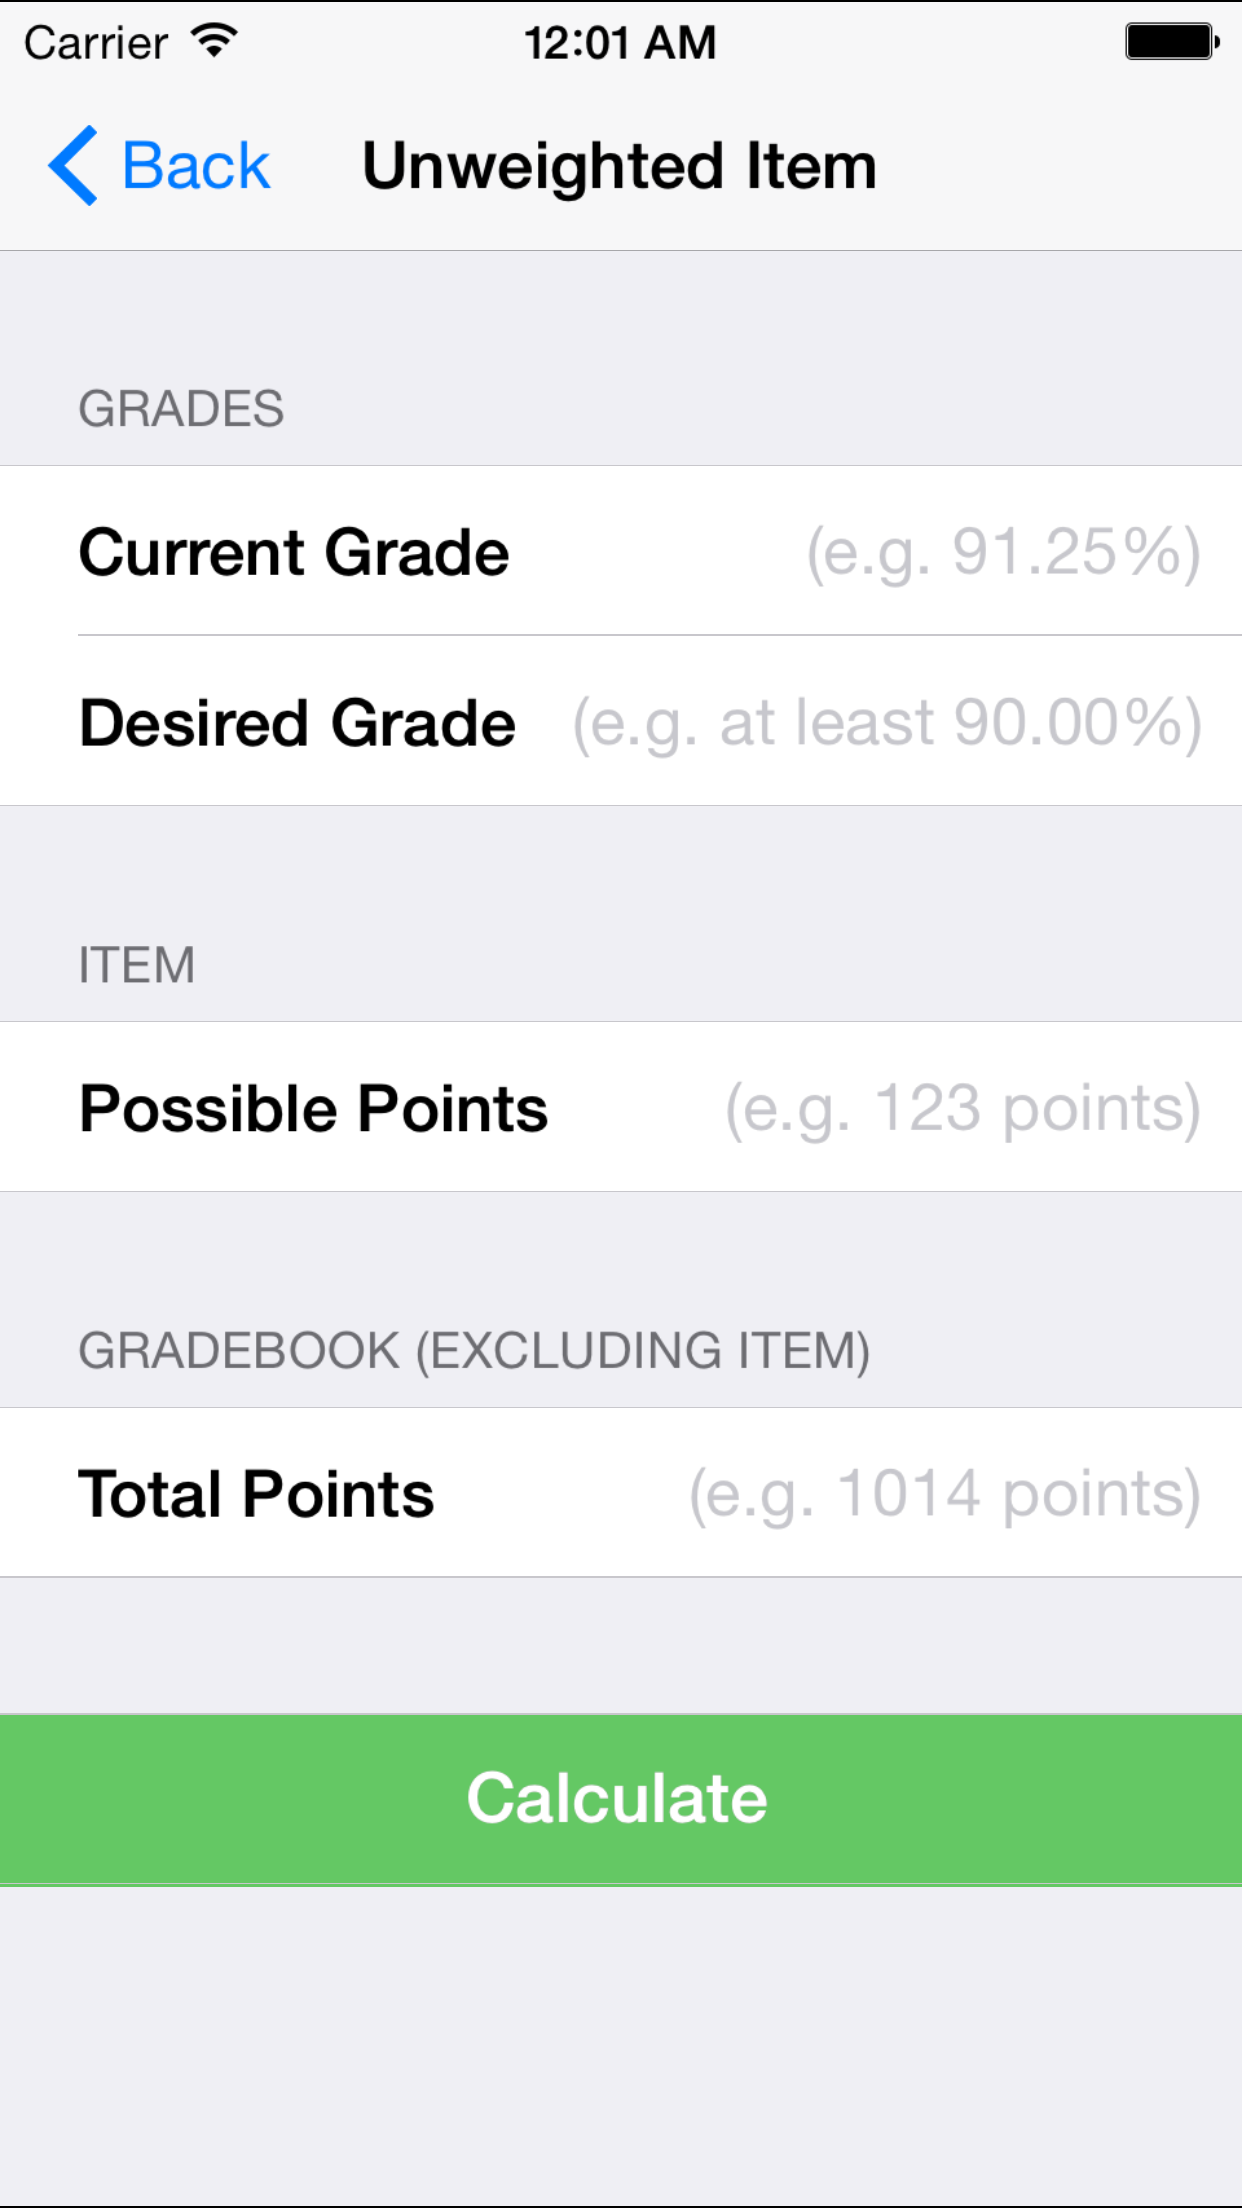 Carrier 12:01 AM
Back Unweighted Item
GRADES
Current Grade (e.g. 91.25%)
Desired Grade (e.g. at least 90.00%)
ITEM
Possible Points (e.g. 123 points)
GRADEBOOK (EXCLUDING ITEM)
Total Points (e.g. 1014 points)
Calculate